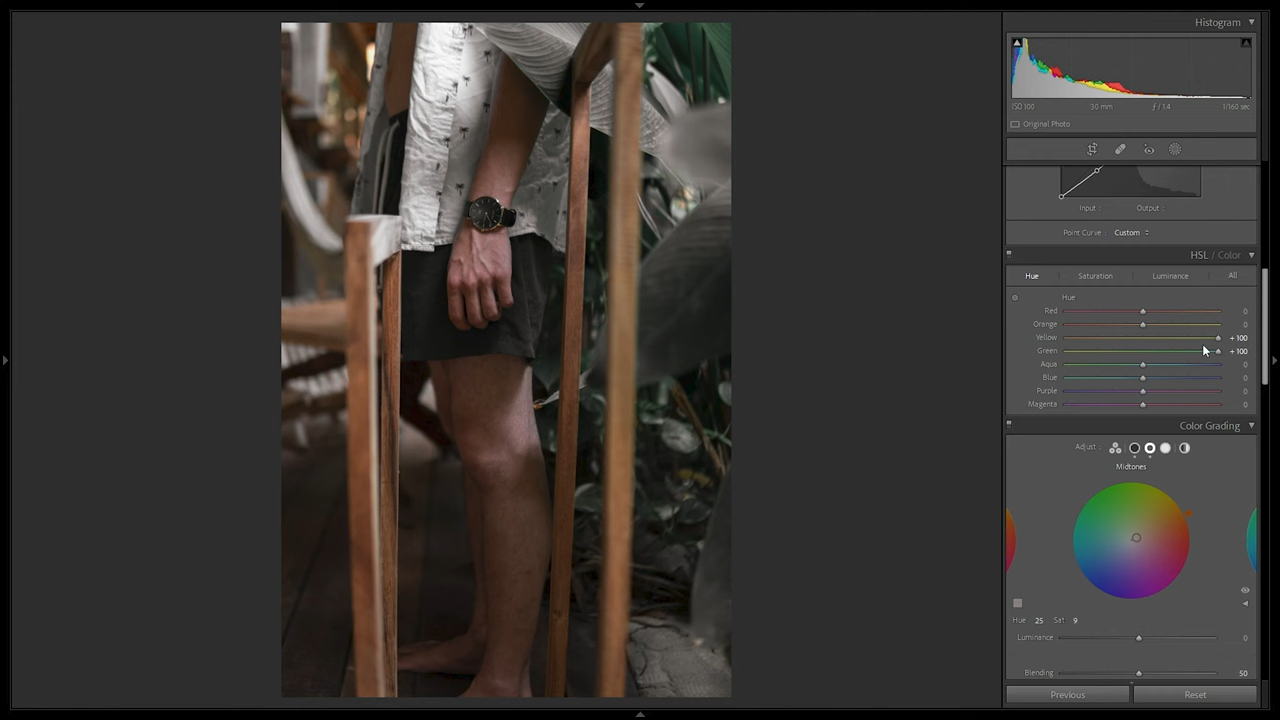 Histogram
ISO 100 30 mm ƒ / 1.4 1/160 sec
Original Photo
Input : Output :
Point Curve : Custom
HSL / Color
Hue Saturation Luminance All
Hue
Red 0
Orange 0
Yellow + 100
Green + 100
Aqua 0
Blue 0
Purple 0
Magenta 0
Color Grading
Adjust :
Midtones
Hue 25 Sat 9
Luminance 0
Blending 50
Previous Reset